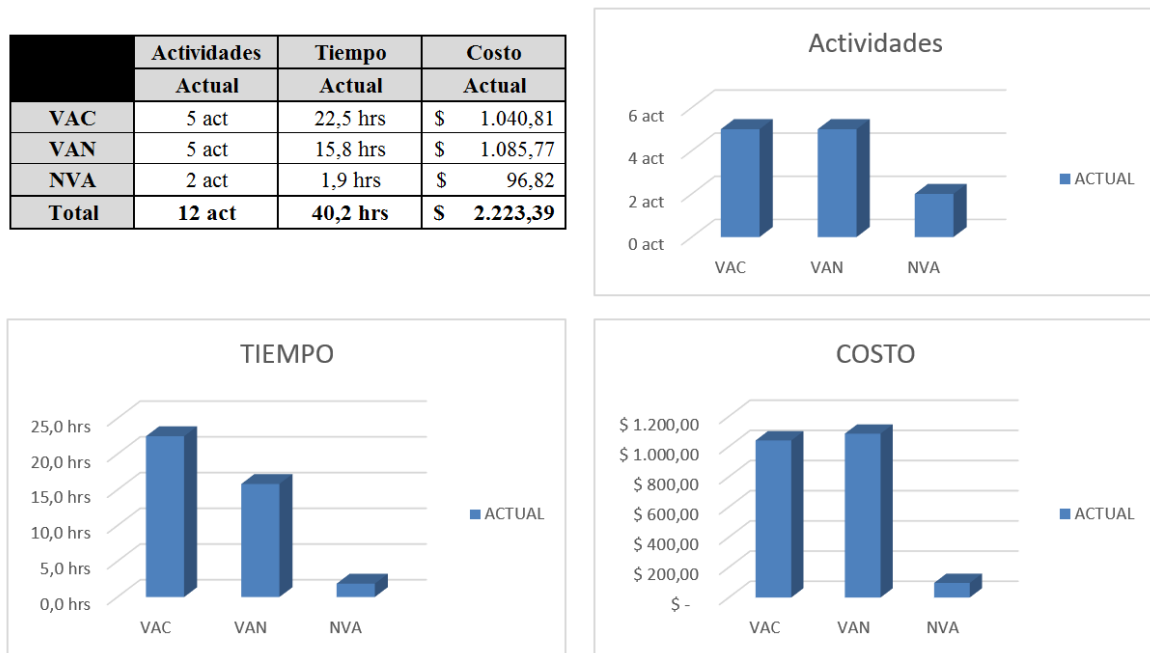 Actividades Tiempo Costo
Actual Actual Actual
VAC 5 act 22,5 hrs $ 1.040,81
VAN 5 act 15,8 hrs $ 1.085,77
NVA 2 act 1,9 hrs $ 96,82
Total 12 act 40,2 hrs $ 2.223,39
Actividades
6 act
4 act
2 act
0 act
VAC VAN NVA
ACTUAL
TIEMPO
25,0 hrs
20,0 hrs
15,0 hrs
10,0 hrs
5,0 hrs
0,0 hrs
VAC VAN NVA
ACTUAL
COSTO
$ 1.200,00
$ 1.000,00
$ 800,00
$ 600,00
$ 400,00
$ 200,00
$ -
VAC VAN NVA
ACTUAL